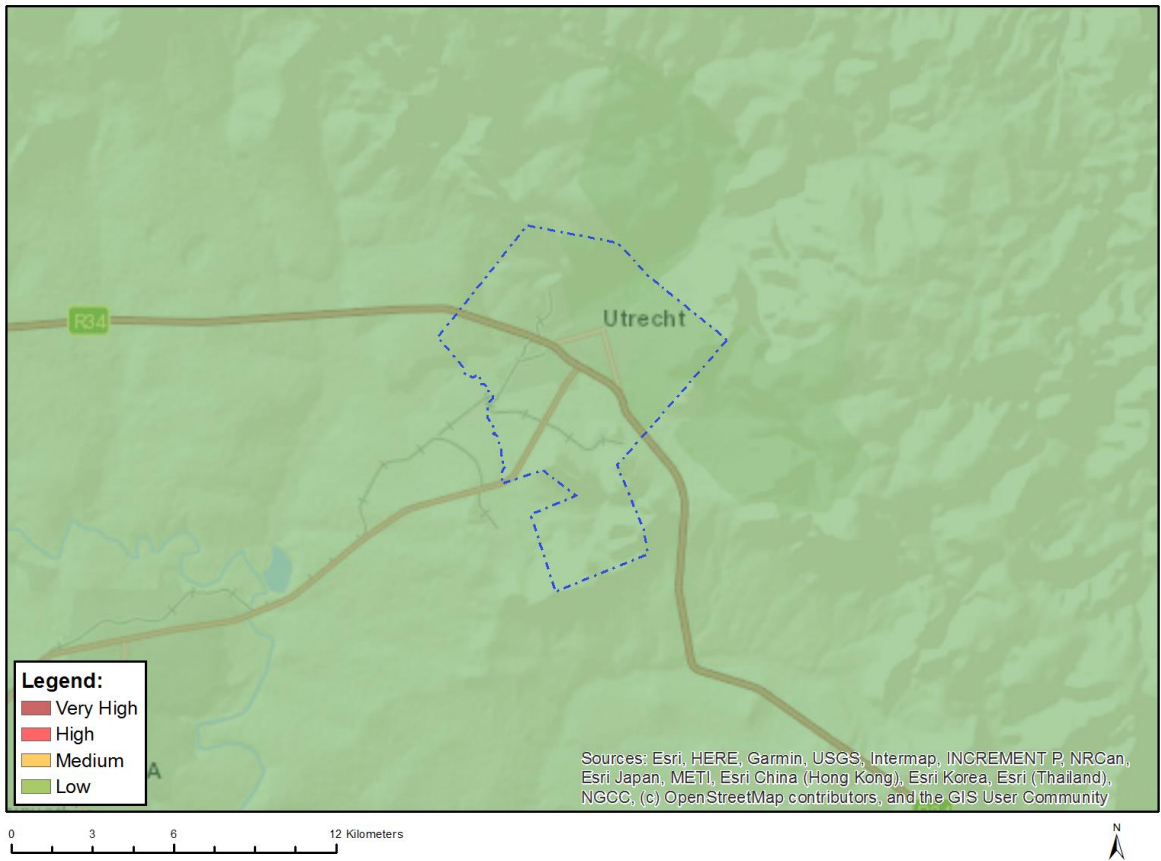 R34
Utrecht
Legend:
Very High
High
Medium
Low
A
Sources: Esri, HERE, Garmin, USGS, Intermap, INCREMENT P, NRCan,
Esri Japan, METI, Esri China (Hong Kong), Esri Korea, Esri (Thailand),
NGCC, (c) OpenStreetMap contributors, and the GIS User Community
0 3 6 12 Kilometers
N